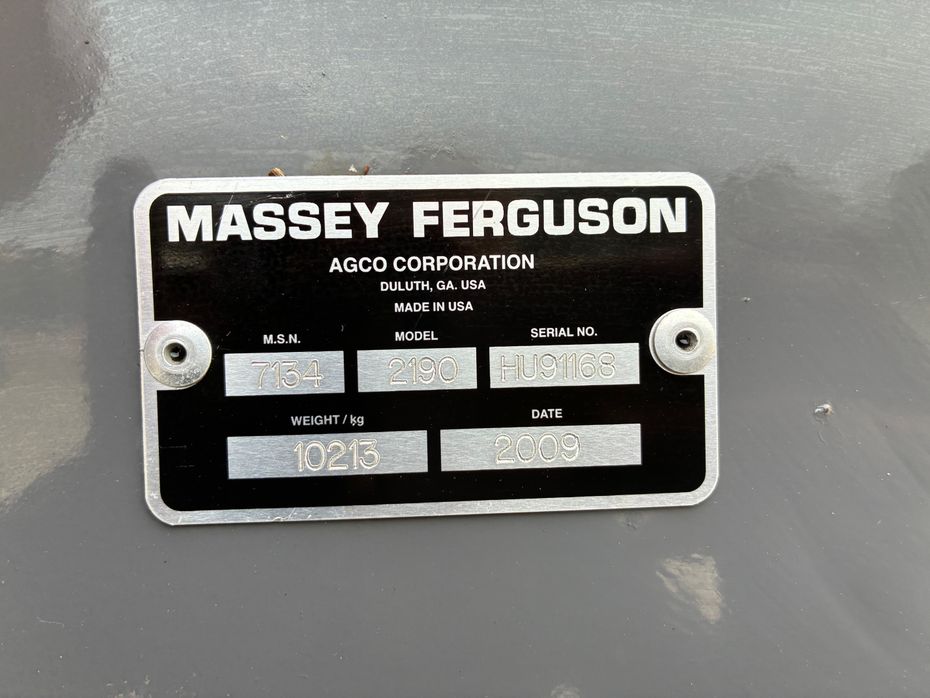 MASSEY FERGUSON
AGCO CORPORATION
DULUTH, GA. USA
MADE IN USA
M.S.N. MODEL SERIAL NO.
7134 2190 HU91168
WEIGHT / kg DATE
10213 2009